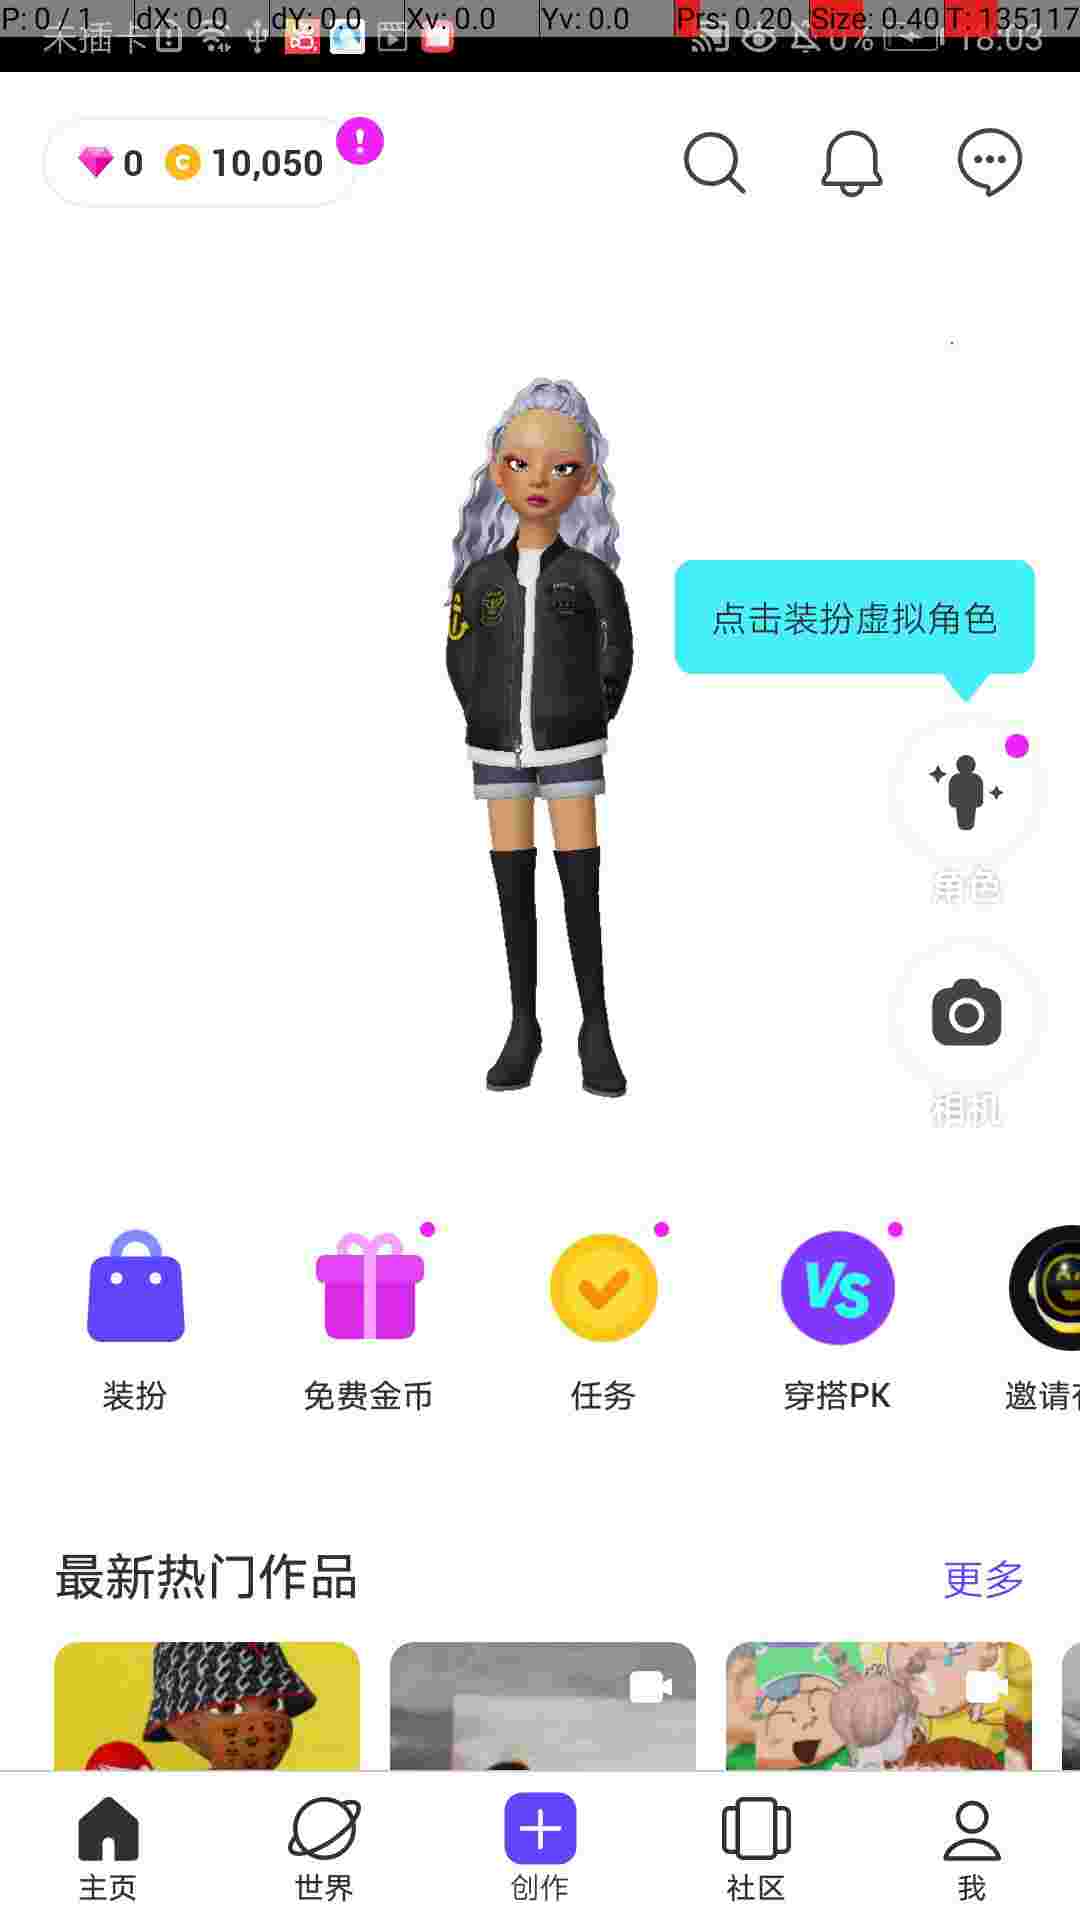 P: 0 / 1 dX: 0.0 dY: 0.0 Xv: 0.0 Yv: 0.0 Prs: 0.20 Size: 0.40 T: 135117
未插卡 0% 18:03
0 C 10,050 !
点击装扮虚拟角色
角色
相机
VS
装扮 免费金币 任务 穿搭PK 邀请
最新热门作品 更多
主页 世界 创作 社区 我